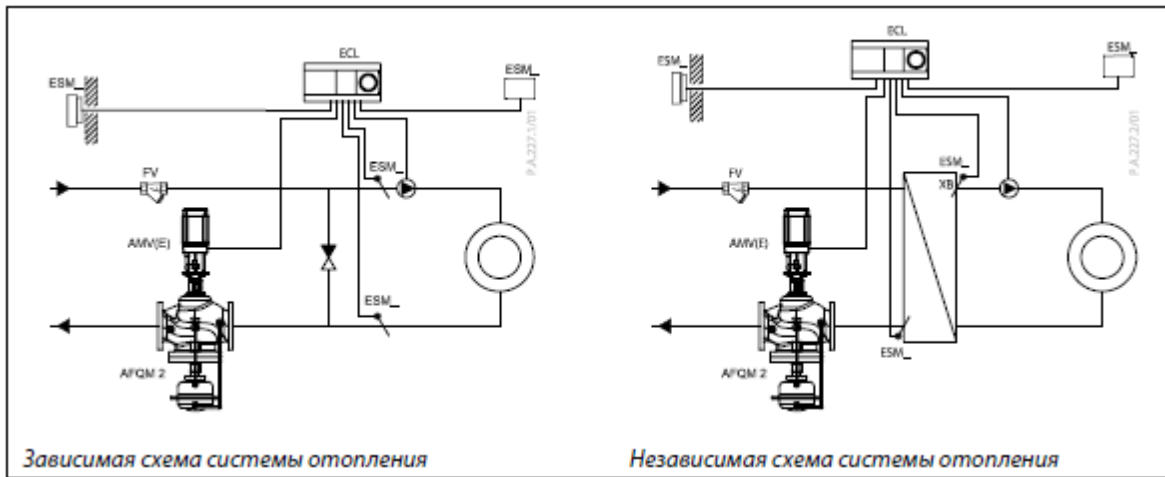 ECL
ESM_
ESM_
P.A.227.1/01
FV
ESM_
AMV(E)
ESM_
AFQM 2
Зависимая схема системы отопления
ECL
ESM_
ESM_
P.A.227.2/01
FV
ESM_
XB
AMV(E)
ESM_
AFQM 2
Независимая схема системы отопления